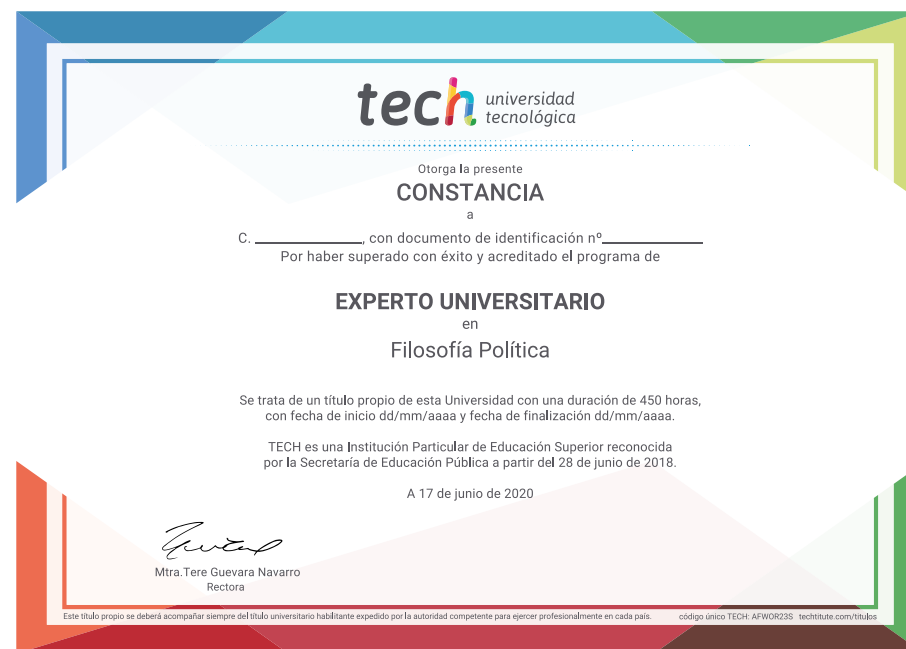 tech universidad
tecnológica
Otorga la presente
CONSTANCIA
a
C. ______________, con documento de identificación nº_____________
Por haber superado con éxito y acreditado el programa de
EXPERTO UNIVERSITARIO
en
Filosofía Política
Se trata de un título propio de esta Universidad con una duración de 450 horas,
con fecha de inicio dd/mm/aaaa y fecha de finalización dd/mm/aaaa.
TECH es una Institución Particular de Educación Superior reconocida
por la Secretaría de Educación Pública a partir del 28 de junio de 2018.
A 17 de junio de 2020
Mtra.Tere Guevara Navarro
Rectora
Este título propio se deberá acompañar siempre del título universitario habilitante expedido por la autoridad competente para ejercer profesionalmente en cada país. código único TECH: AFWOR23S techtitute.com/titulos